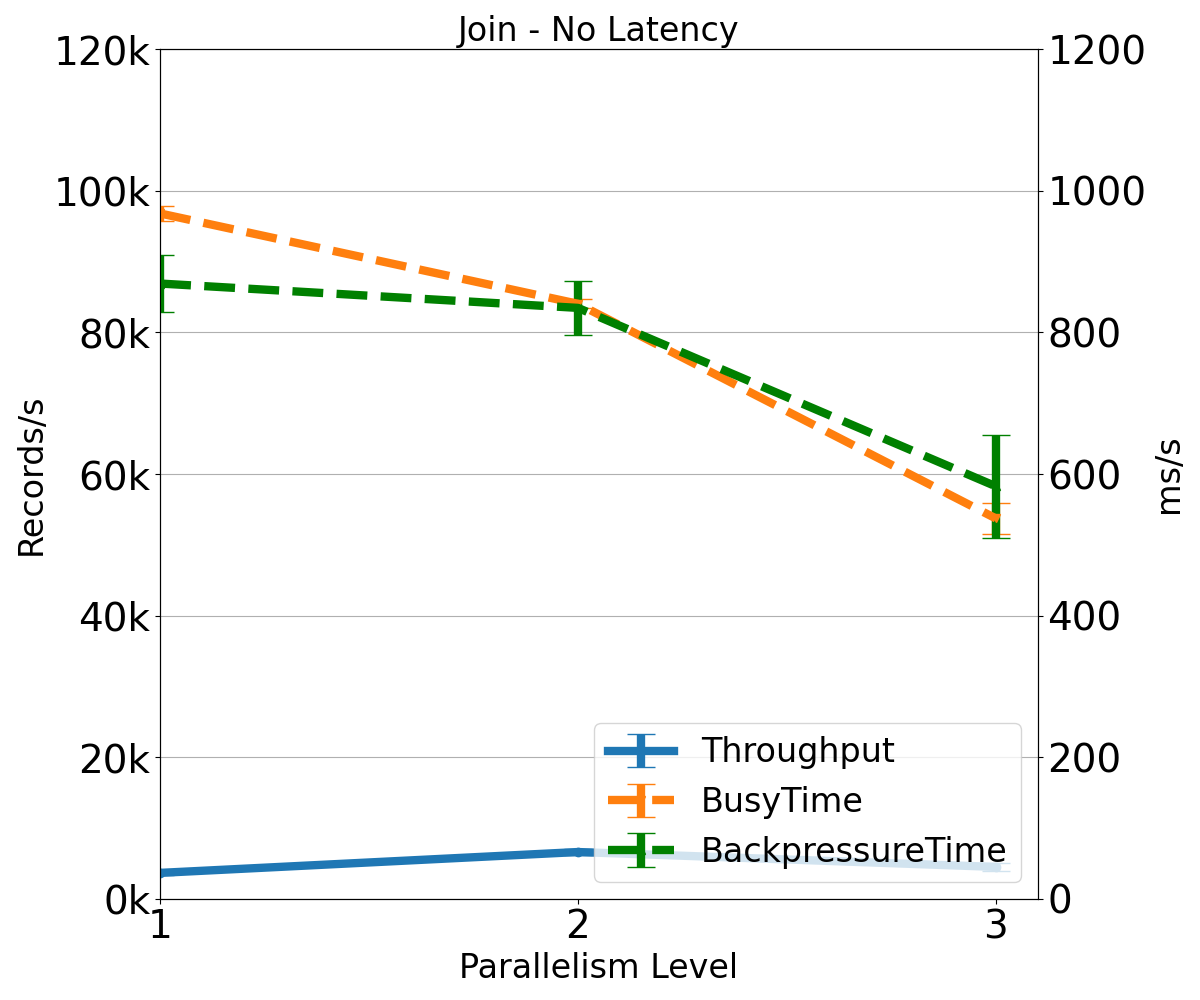 Join - No Latency
120k
100k
80k
60k
40k
20k
0k
Records/s
1200
1000
800
600
400
200
0
ms/s
1 2 3
Parallelism Level
Throughput
BusyTime
BackpressureTime